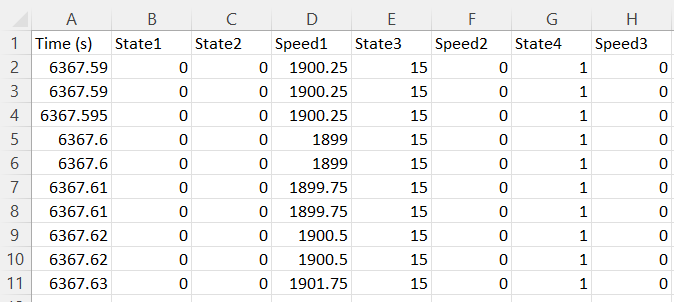 A B C D E F G H
1 Time (s) State1 State2 Speed1 State3 Speed2 State4 Speed3
2 6367.59 0 0 1900.25 15 0 1 0
3 6367.59 0 0 1900.25 15 0 1 0
4 6367.595 0 0 1900.25 15 0 1 0
5 6367.6 0 0 1899 15 0 1 0
6 6367.6 0 0 1899 15 0 1 0
7 6367.61 0 0 1899.75 15 0 1 0
8 6367.61 0 0 1899.75 15 0 1 0
9 6367.62 0 0 1900.5 15 0 1 0
10 6367.62 0 0 1900.5 15 0 1 0
11 6367.63 0 0 1901.75 15 0 1 0